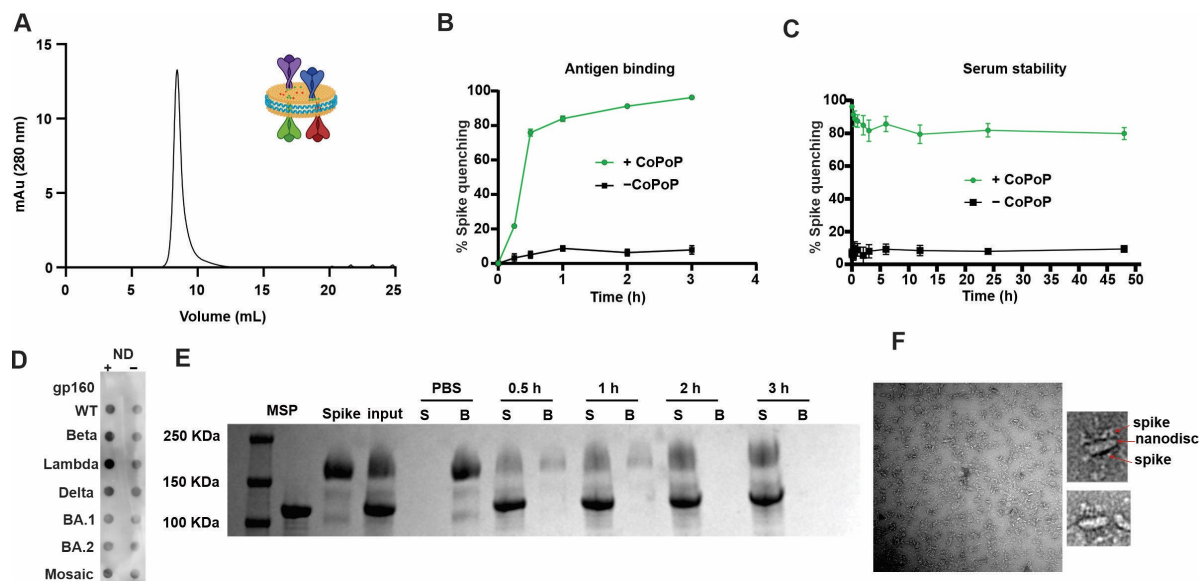 A
mAu (280 nm)
15
10
5
0
0 5 10 15 20 25
Volume (mL)
B
Antigen binding
% Spike quenching
100
80
60
40
20
0
+ CoPoP
−CoPoP
0 1 2 3 4
Time (h)
C
Serum stability
% Spike quenching
100
80
60
40
20
0
+ CoPoP
− CoPoP
0 5 10 15 20 25 30 35 40 45 50
Time (h)
D
ND
+ −
gp160
WT
Beta
Lambda
Delta
BA.1
BA.2
Mosaic
E
PBS 0.5 h 1 h 2 h 3 h
MSP Spike input S B S B S B S B S B
250 KDa
150 KDa
100 KDa
F
spike
nanodisc
spike